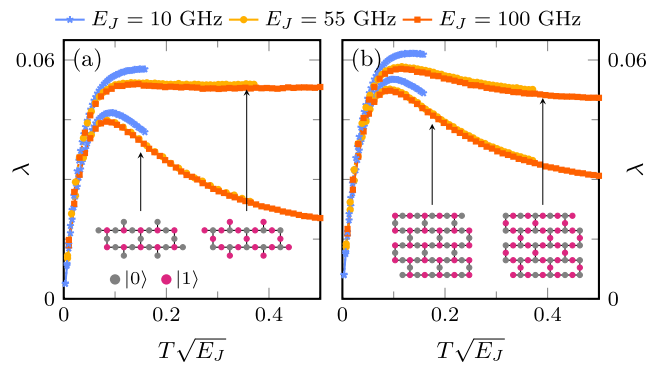 E_J = 10 GHz E_J = 55 GHz E_J = 100 GHz
(a) (b)
0.06 0.06
λ λ
|0⟩ |1⟩
0 0
0 0.2 0.4 0 0.2 0.4
T√E_J T√E_J